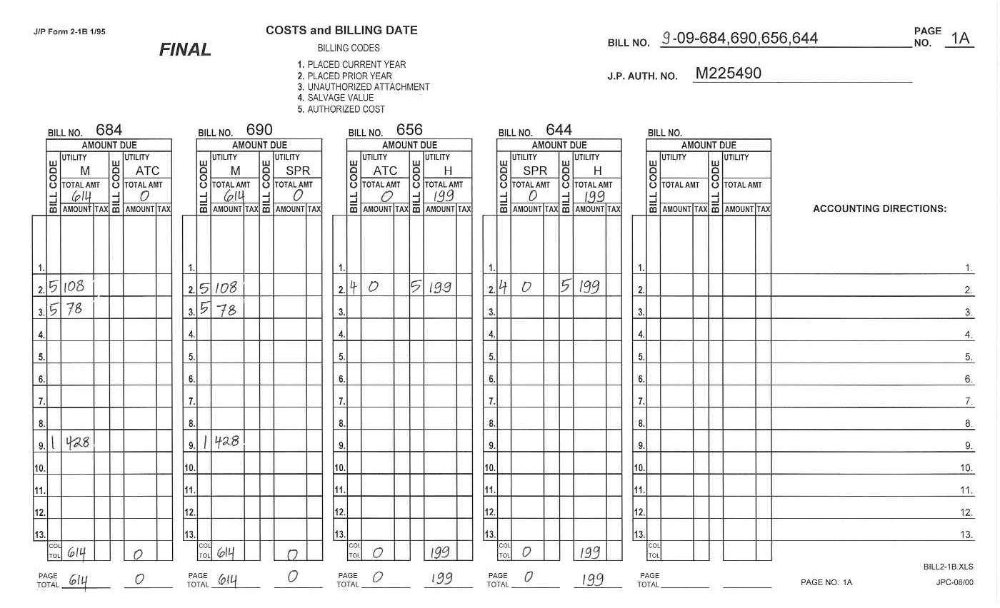 J/P Form 2-1B 1/95
FINAL
COSTS and BILLING DATE
BILLING CODES
1. PLACED CURRENT YEAR
2. PLACED PRIOR YEAR
3. UNAUTHORIZED ATTACHMENT
4. SALVAGE VALUE
5. AUTHORIZED COST
BILL NO. 9-09-684,690,656,644
PAGE NO. 1A
J.P. AUTH. NO. M225490
BILL NO. 684 BILL NO. 690 BILL NO. 656 BILL NO. 644 BILL NO.
AMOUNT DUE AMOUNT DUE AMOUNT DUE AMOUNT DUE AMOUNT DUE
BILL CODE UTILITY BILL CODE UTILITY BILL CODE UTILITY BILL CODE UTILITY BILL CODE UTILITY BILL CODE UTILITY BILL CODE UTILITY BILL CODE UTILITY BILL CODE UTILITY BILL CODE UTILITY
M ATC M SPR ATC H SPR H
TOTAL AMT TOTAL AMT TOTAL AMT TOTAL AMT TOTAL AMT TOTAL AMT TOTAL AMT TOTAL AMT TOTAL AMT TOTAL AMT
614 0 614 0 0 199 0 199
AMOUNT TAX AMOUNT TAX AMOUNT TAX AMOUNT TAX AMOUNT TAX AMOUNT TAX AMOUNT TAX AMOUNT TAX AMOUNT TAX AMOUNT TAX
ACCOUNTING DIRECTIONS:
1. 1. 1. 1. 1. 1.
2. 5 108 2. 5 108 2. 4 0 5 199 2. 4 0 5 199 2. 2.
3. 5 78 3. 5 78 3. 3. 3. 3.
4. 4. 4. 4. 4. 4.
5. 5. 5. 5. 5. 5.
6. 6. 6. 6. 6. 6.
7. 7. 7. 7. 7. 7.
8. 8. 8. 8. 8. 8.
9. 1 428 9. 1 428 9. 9. 9. 9.
10. 10. 10. 10. 10. 10.
11. 11. 11. 11. 11. 11.
12. 12. 12. 12. 12. 12.
13. 13. 13. 13. 13. 13.
COL TOL 614 0 COL TOL 614 0 COL TOL 0 199 COL TOL 0 199 COL TOL
PAGE TOTAL 614 0 PAGE TOTAL 614 0 PAGE TOTAL 0 199 PAGE TOTAL 0 199 PAGE TOTAL
BILL2-1B.XLS
PAGE NO. 1A JPC-08/00